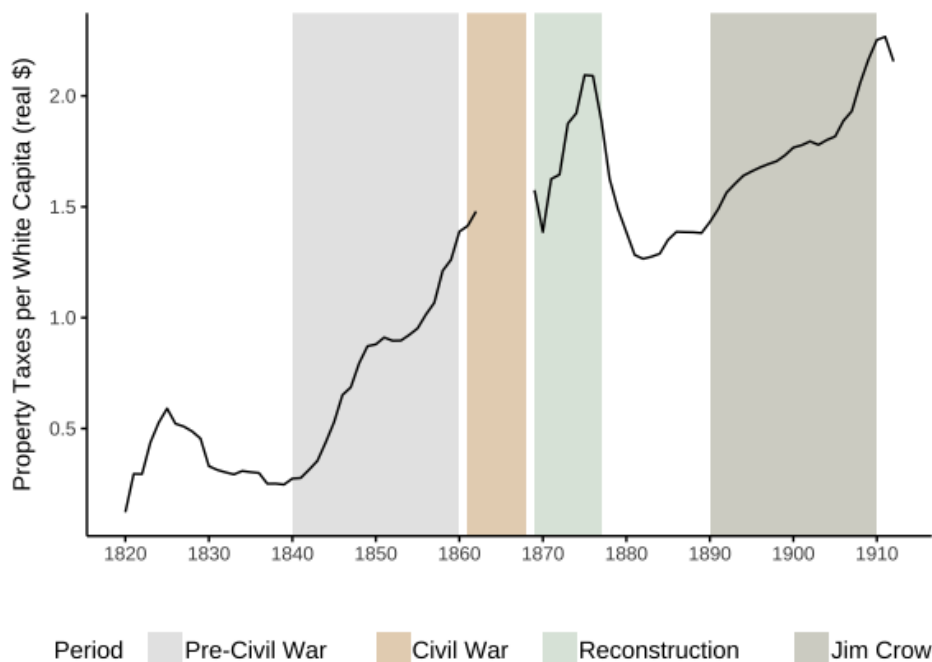 Property Taxes per White Capita (real $)
2.0
1.5
1.0
0.5
1820 1830 1840 1850 1860 1870 1880 1890 1900 1910
Period Pre-Civil War Civil War Reconstruction Jim Crow